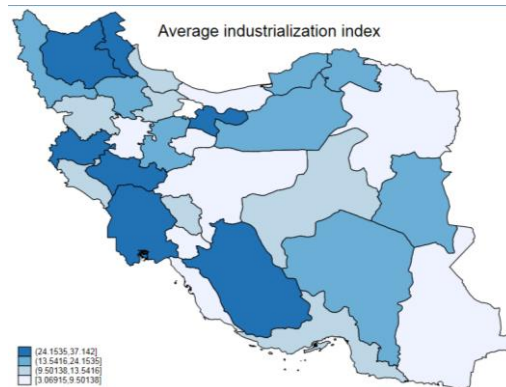 Average industrialization index
(24.1535,37.142]
(13.5416,24.1535]
(9.50138,13.5416]
[3.06915,9.50138]